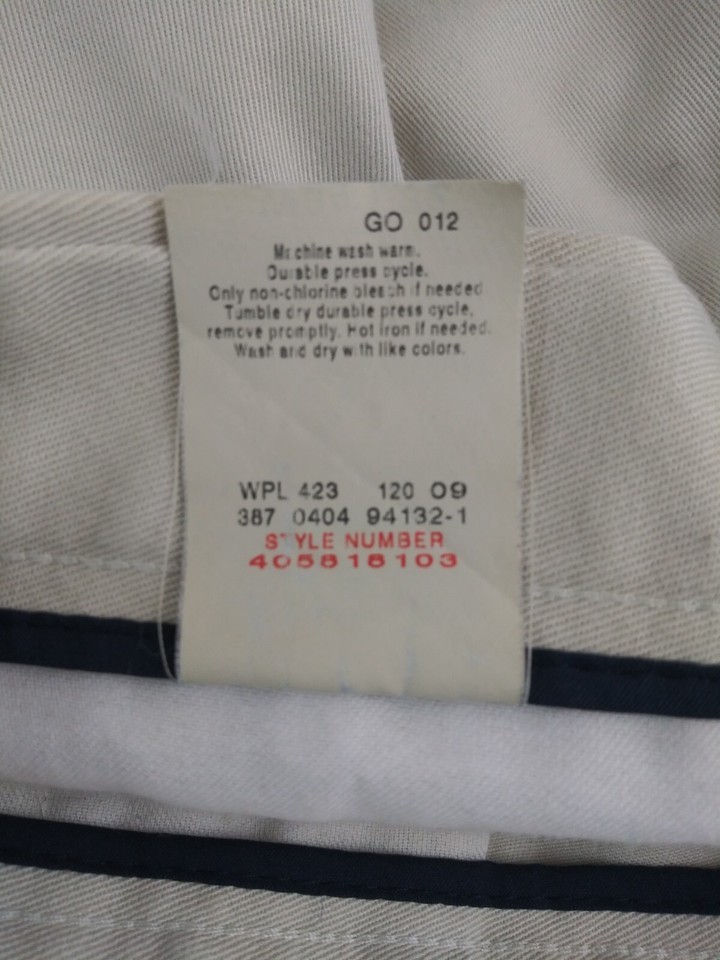 GO 012
Machine wash warm.
Durable press cycle.
Only non-chlorine bleach if needed
Tumble dry durable press cycle,
remove promptly. Hot iron if needed.
Wash and dry with like colors.
WPL 423 120 09
387 0404 94132-1
STYLE NUMBER
405818103